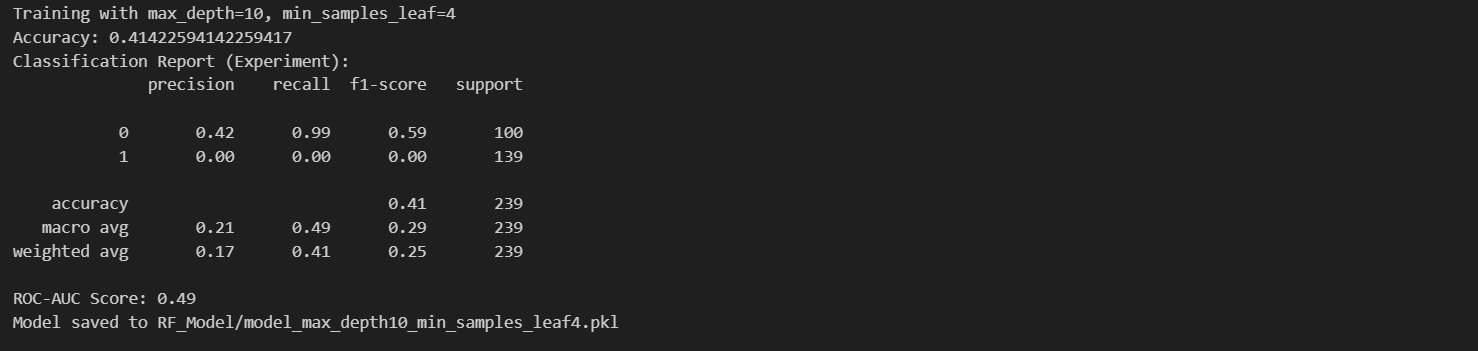 Training with max_depth=10, min_samples_leaf=4
Accuracy: 0.41422594142259417
Classification Report (Experiment):
precision recall f1-score support
0 0.42 0.99 0.59 100
1 0.00 0.00 0.00 139
accuracy 0.41 239
macro avg 0.21 0.49 0.29 239
weighted avg 0.17 0.41 0.25 239
ROC-AUC Score: 0.49
Model saved to RF_Model/model_max_depth10_min_samples_leaf4.pkl